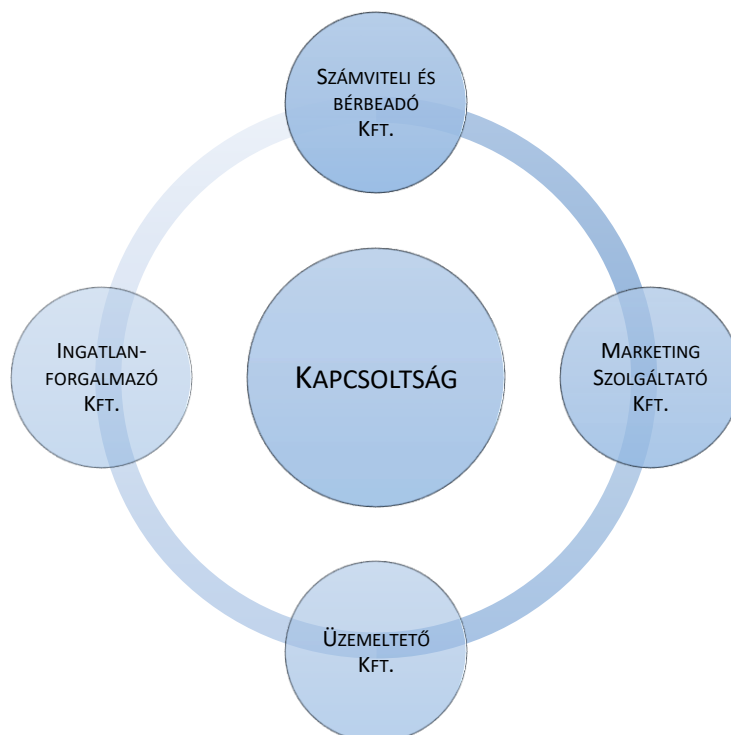 Számviteli és
bérbeadó
Kft.
Ingatlan-
forgalmazó
Kft.
Kapcsoltság
Marketing
Szolgáltató
Kft.
Üzemeltető
Kft.